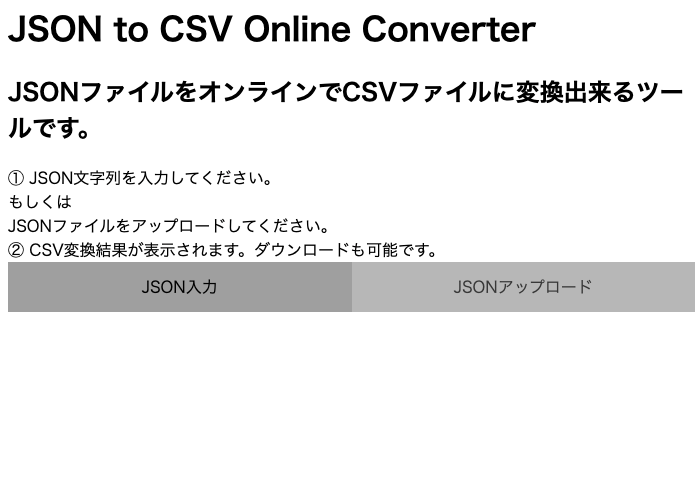 JSON to CSV Online Converter
JSONファイルをオンラインでCSVファイルに変換出来るツー
ルです。
① JSON文字列を入力してください。
もしくは
JSONファイルをアップロードしてください。
② CSV変換結果が表示されます。ダウンロードも可能です。
JSON入力
JSONアップロード